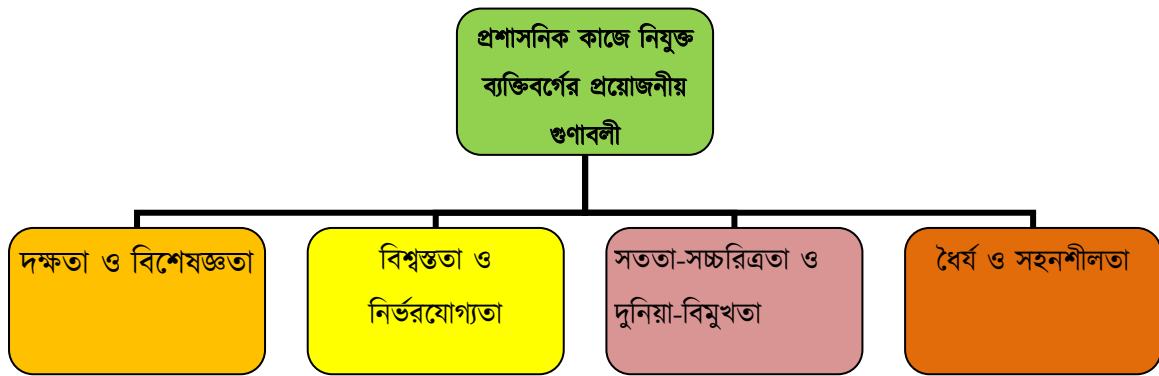 প্রশাসনিক কাজে নিযুক্ত
ব্যক্তিবর্গের প্রয়োজনীয়
গুণাবলী
দক্ষতা ও বিশেষজ্ঞতা
বিশ্বস্ততা ও
নির্ভরযোগ্যতা
সততা-সচ্চরিত্রতা ও
দুনিয়া-বিমুখতা
ধৈর্য ও সহনশীলতা